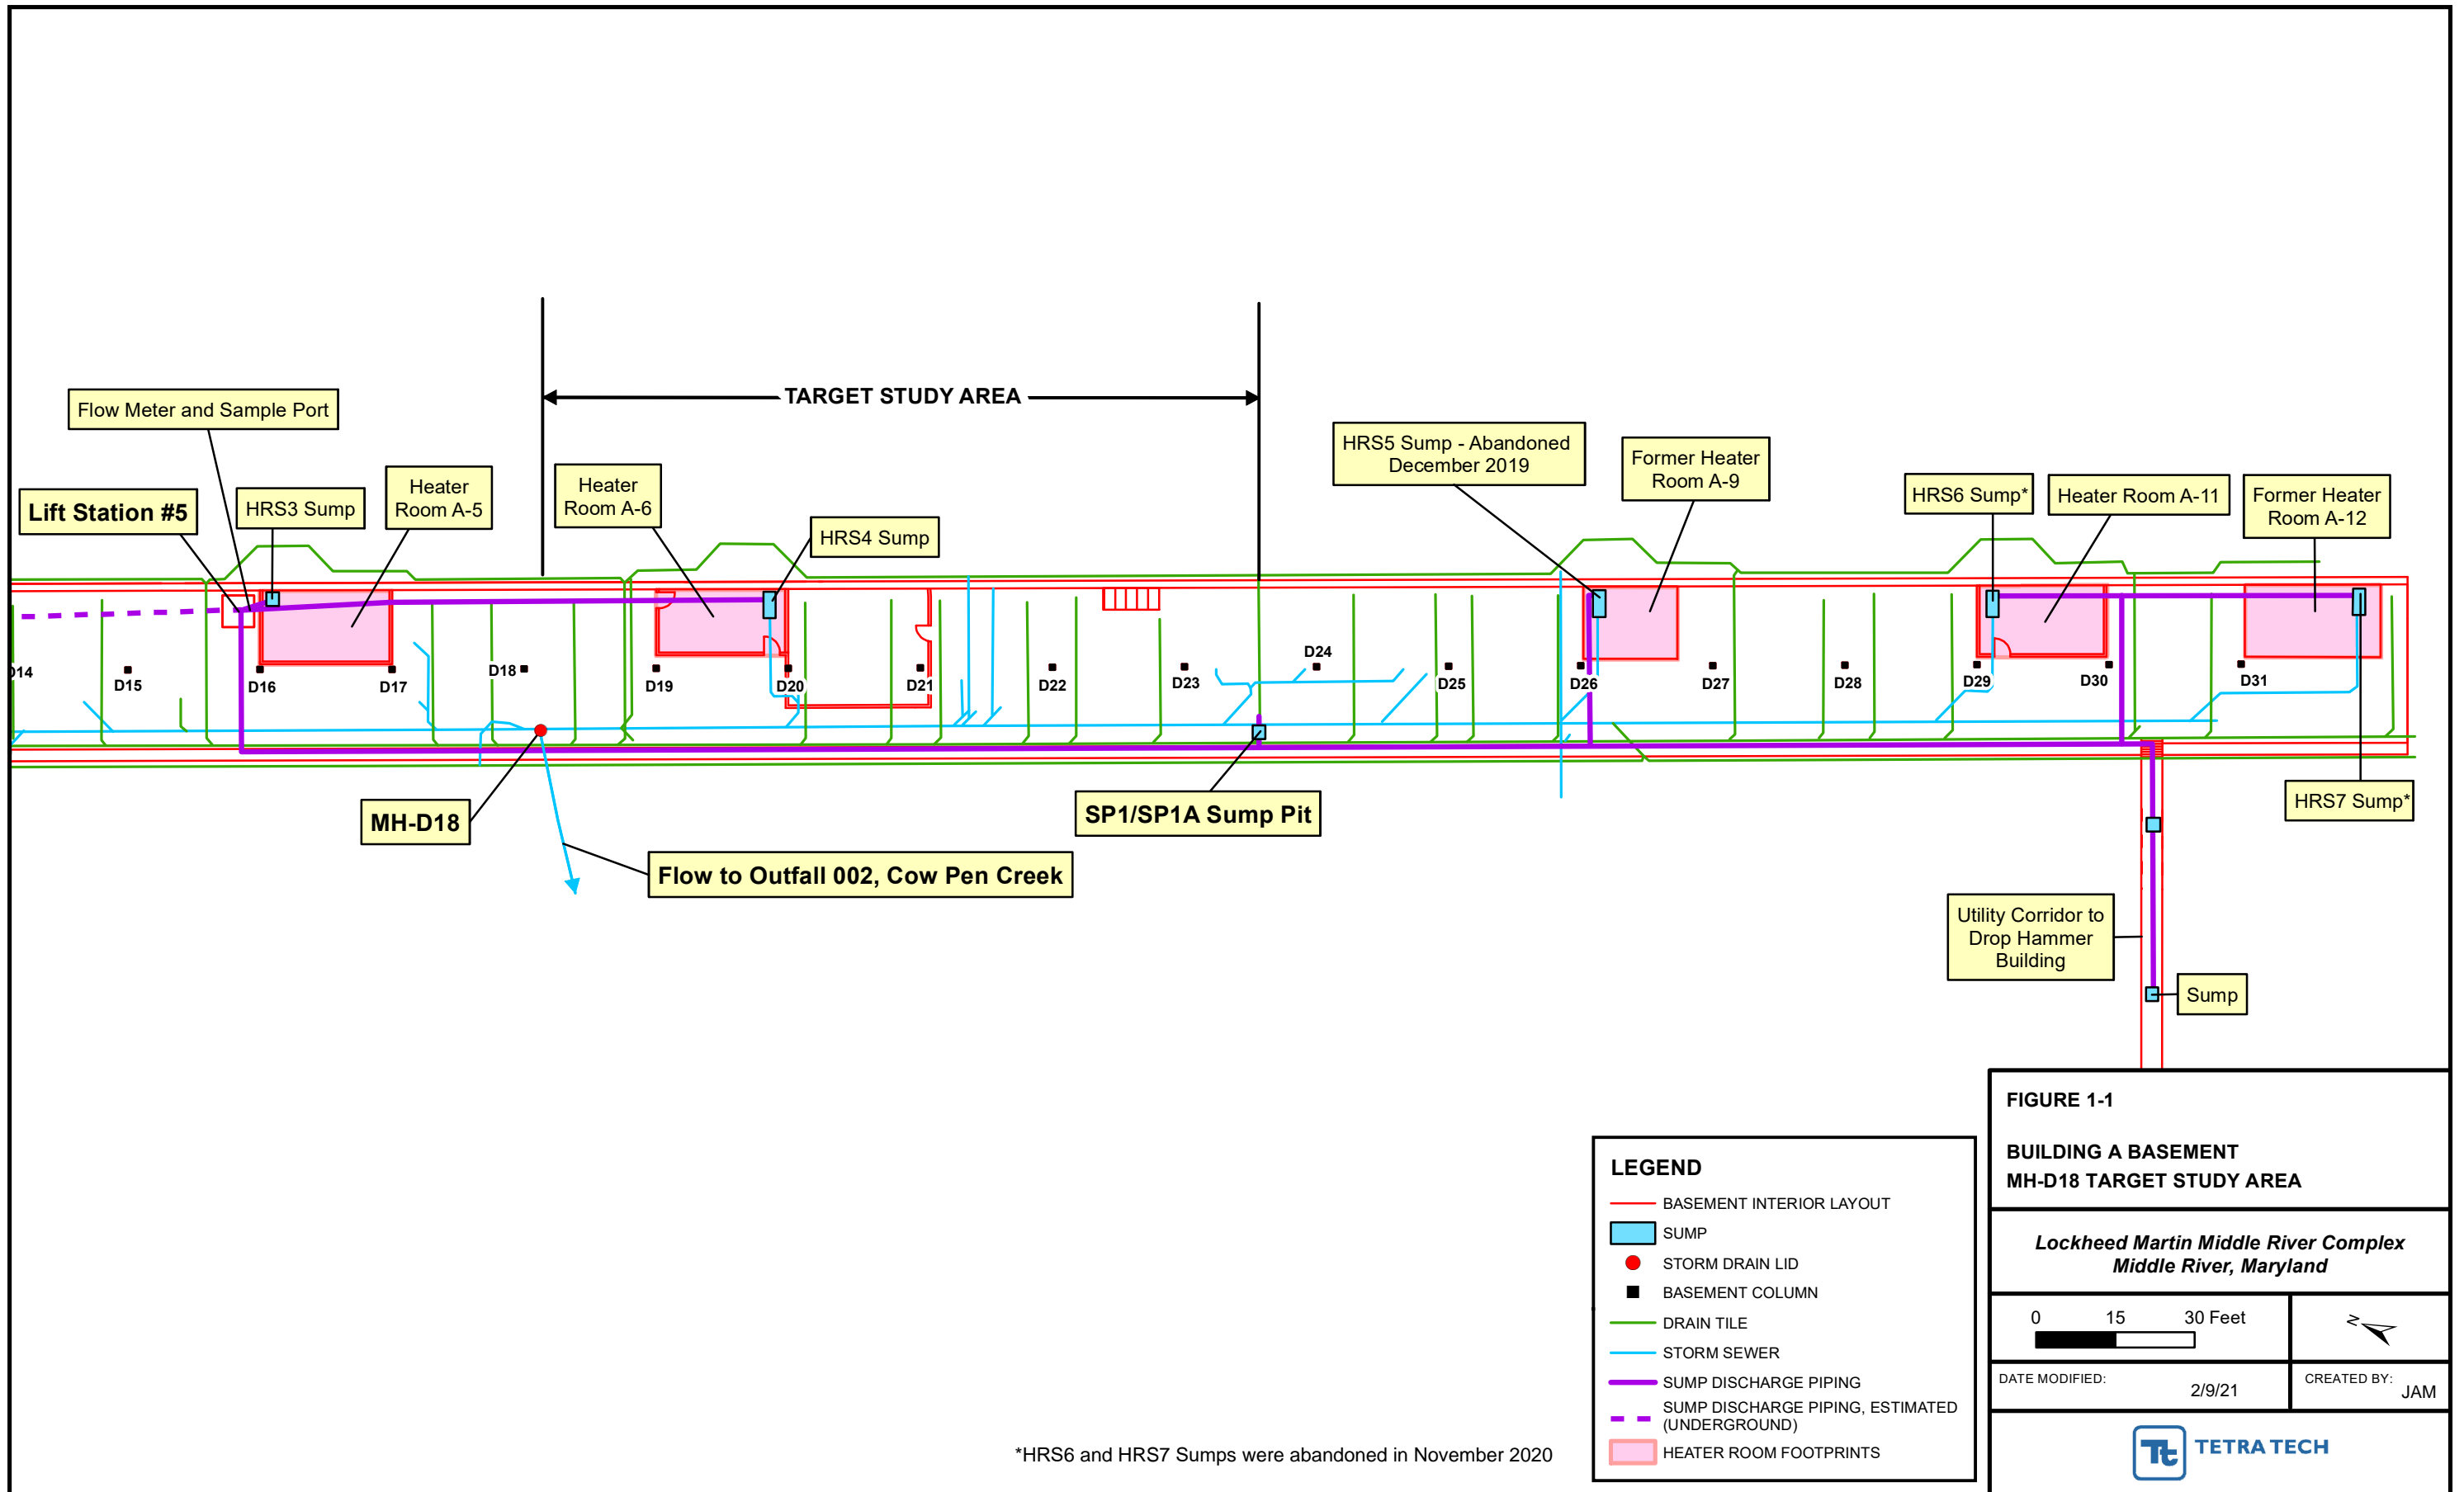 TARGET STUDY AREA
Flow Meter and Sample Port
Lift Station #5
HRS3 Sump
Heater
Room A-5
Heater
Room A-6
HRS4 Sump
HRS5 Sump - Abandoned
December 2019
Former Heater
Room A-9
HRS6 Sump*
Heater Room A-11
Former Heater
Room A-12
D14
D15
D16
D17
D18
D19
D20
D21
D22
D23
D24
D25
D26
D27
D28
D29
D30
D31
MH-D18
SP1/SP1A Sump Pit
HRS7 Sump*
Flow to Outfall 002, Cow Pen Creek
Utility Corridor to
Drop Hammer
Building
Sump
LEGEND
BASEMENT INTERIOR LAYOUT
SUMP
STORM DRAIN LID
BASEMENT COLUMN
DRAIN TILE
STORM SEWER
SUMP DISCHARGE PIPING
SUMP DISCHARGE PIPING, ESTIMATED
(UNDERGROUND)
HEATER ROOM FOOTPRINTS
*HRS6 and HRS7 Sumps were abandoned in November 2020
FIGURE 1-1
BUILDING A BASEMENT
MH-D18 TARGET STUDY AREA
Lockheed Martin Middle River Complex
Middle River, Maryland
0 15 30 Feet
N
DATE MODIFIED: 2/9/21
CREATED BY: JAM
Tt TETRA TECH